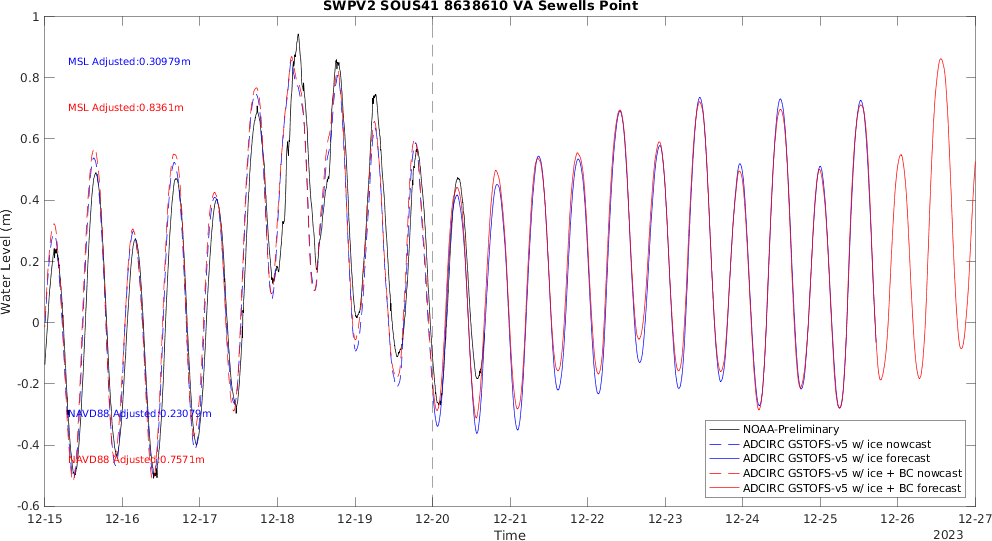 SWPV2 SOUS41 8638610 VA Sewells Point
Water Level (m)
1
0.8
0.6
0.4
0.2
0
-0.2
-0.4
-0.6
MSL Adjusted:0.30979m
MSL Adjusted:0.8361m
NAVD88 Adjusted:0.23079m
NAVD88 Adjusted:0.7571m
NOAA-Preliminary
ADCIRC GSTOFS-v5 w/ ice nowcast
ADCIRC GSTOFS-v5 w/ ice forecast
ADCIRC GSTOFS-v5 w/ ice + BC nowcast
ADCIRC GSTOFS-v5 w/ ice + BC forecast
12-15 12-16 12-17 12-18 12-19 12-20 12-21 12-22 12-23 12-24 12-25 12-26 12-27
Time
2023